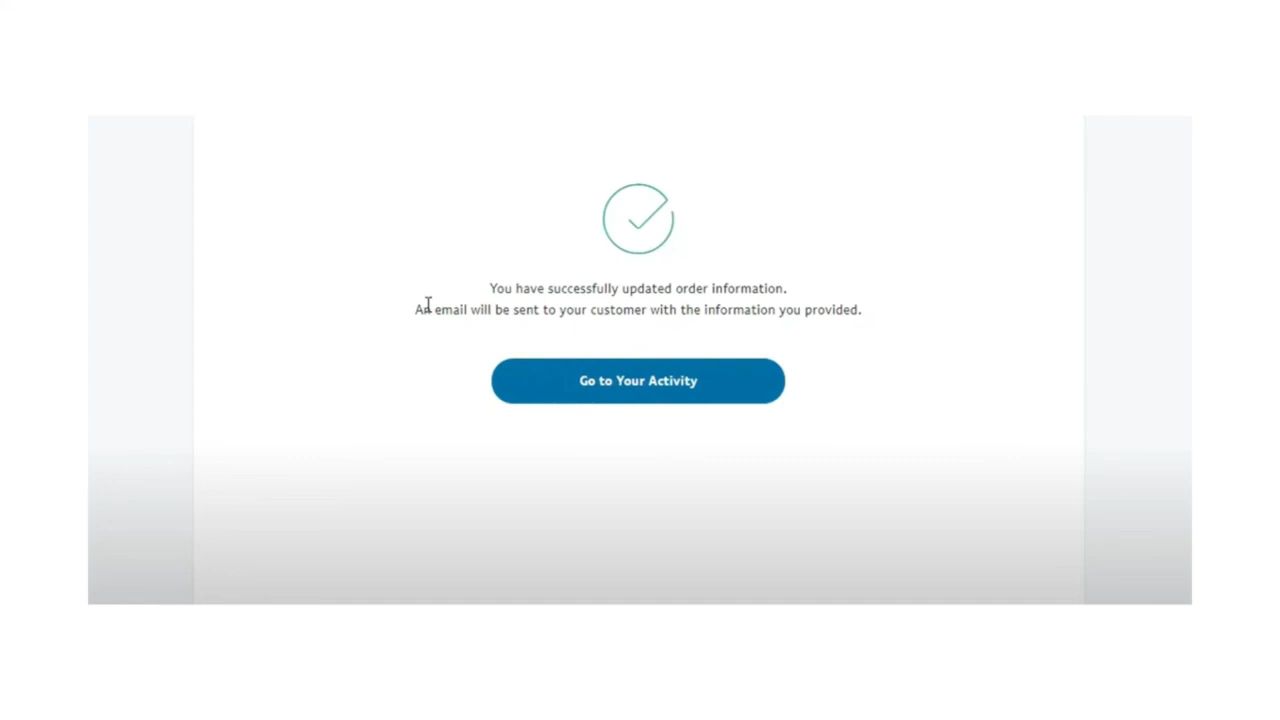 You have successfully updated order information.
An email will be sent to your customer with the information you provided.
Go to Your Activity